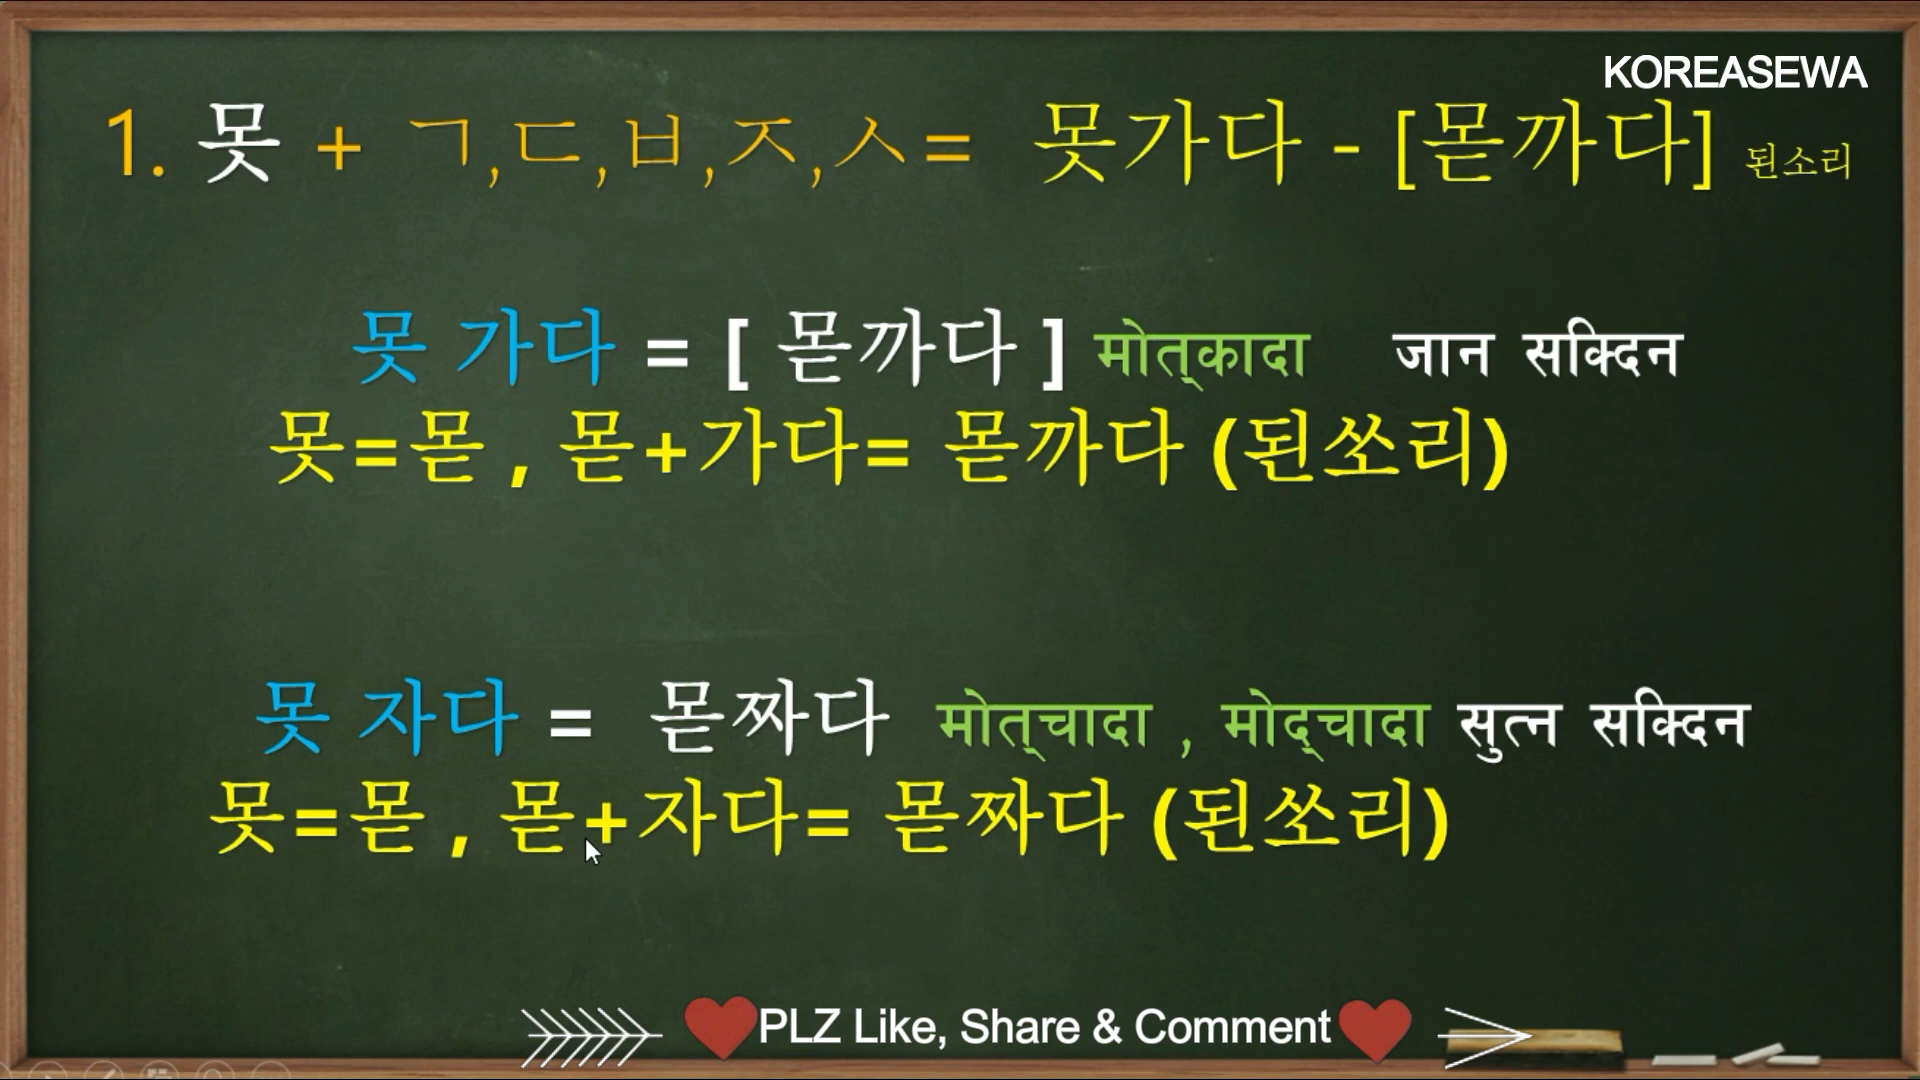 KOREASEWA
1. 못 + ㄱ,ㄷ,ㅂ,ㅈ,ㅅ= 못가다 - [몯까다] 된소리
못 가다 = [ 몯까다 ] मोत्‌कादा जान सक्दिन
못=몯 , 몯+가다= 몯까다 (된쏘리)
못 자다 = 몯짜다 मोत्‌चादा , मोद्‌चादा सुत्न सक्दिन
못=몯 , 몯+자다= 몯짜다 (된쏘리)
PLZ Like, Share & Comment